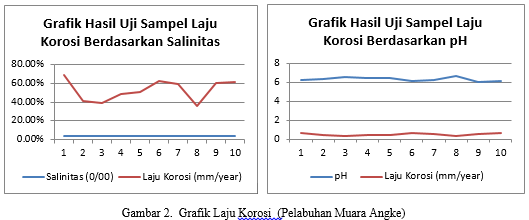 Grafik Hasil Uji Sampel Laju
Korosi Berdasarkan Salinitas
80.00%
60.00%
40.00%
20.00%
0.00%
1 2 3 4 5 6 7 8 9 10
Salinitas (0/00) Laju Korosi (mm/year)
Grafik Hasil Uji Sampel Laju
Korosi Berdasarkan pH
8
6
4
2
0
1 2 3 4 5 6 7 8 9 10
pH Laju Korosi (mm/year)
Gambar 2. Grafik Laju Korosi (Pelabuhan Muara Angke)